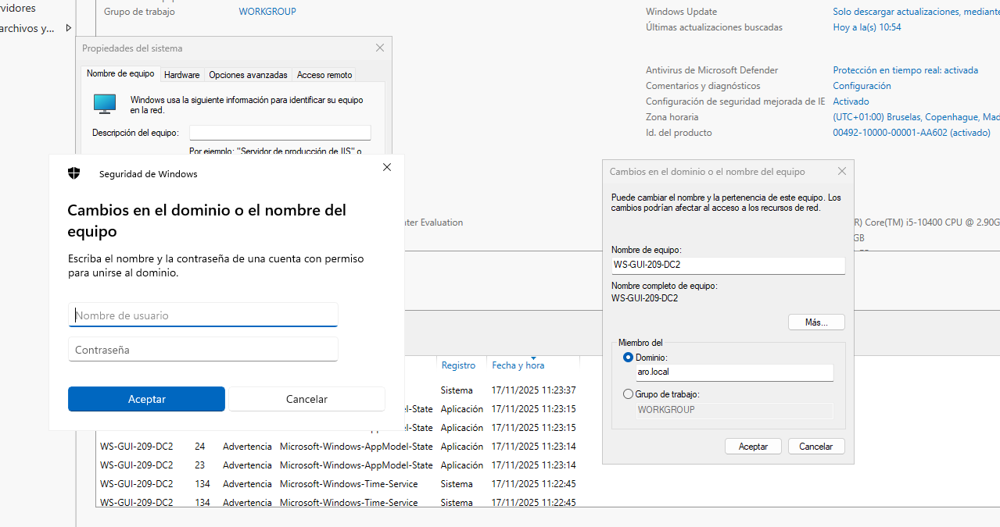 rvidores
archivos y...
Grupo de trabajo WORKGROUP
Windows Update Solo descargar actualizaciones, mediante
Últimas actualizaciones buscadas Hoy a la(s) 10:54
Antivirus de Microsoft Defender Protección en tiempo real: activada
Comentarios y diagnósticos Configuración
Configuración de seguridad mejorada de IE Activado
Zona horaria (UTC+01:00) Bruselas, Copenhague, Mad
Id. del producto 00492-10000-00001-AA602 (activado)
Propiedades del sistema
Nombre de equipo Hardware Opciones avanzadas Acceso remoto
Windows usa la siguiente información para identificar su equipo
en la red.
Descripción del equipo:
Por ejemplo: "Servidor de producción de IIS" o
Seguridad de Windows
Cambios en el dominio o el nombre del
equipo
Escriba el nombre y la contraseña de una cuenta con permiso
para unirse al dominio.
Nombre de usuario
Contraseña
Aceptar Cancelar
nter Evaluation
R) Core(TM) i5-10400 CPU @ 2.90G
GB
Cambios en el dominio o el nombre del equipo
Puede cambiar el nombre y la pertenencia de este equipo. Los
cambios podrían afectar al acceso a los recursos de red.
Nombre de equipo:
WS-GUI-209-DC2
Nombre completo de equipo:
WS-GUI-209-DC2
Más...
Miembro del
Dominio:
aro.local
Grupo de trabajo:
WORKGROUP
Aceptar Cancelar
Registro Fecha y hora
Sistema 17/11/2025 11:23:37
el-State Aplicación 17/11/2025 11:23:15
el-State Aplicación 17/11/2025 11:23:15
WS-GUI-209-DC2 24 Advertencia Microsoft-Windows-AppModel-State Aplicación 17/11/2025 11:23:14
WS-GUI-209-DC2 23 Advertencia Microsoft-Windows-AppModel-State Aplicación 17/11/2025 11:23:14
WS-GUI-209-DC2 134 Advertencia Microsoft-Windows-Time-Service Sistema 17/11/2025 11:22:45
WS-GUI-209-DC2 134 Advertencia Microsoft-Windows-Time-Service Sistema 17/11/2025 11:22:45